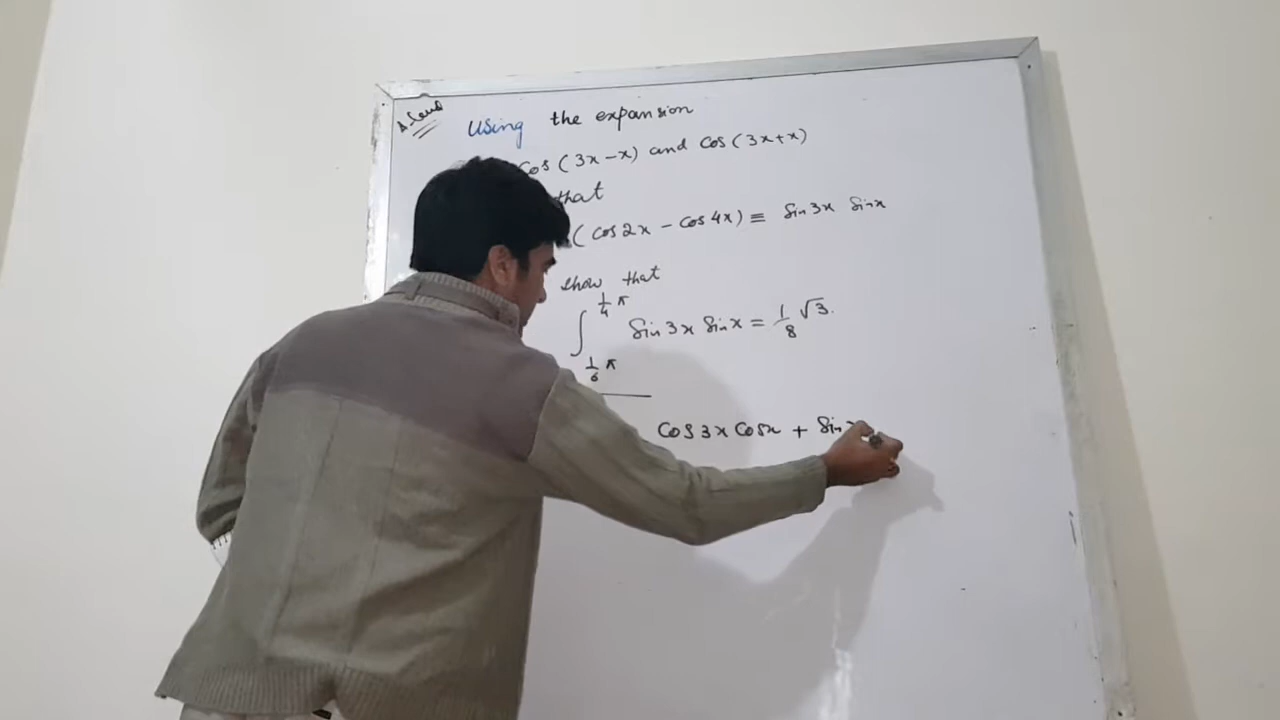 A-Level
Using the expansion
Cos (3x-x) and Cos (3x+x)
that
( Cos 2x - Cos 4x) ≡ Sin 3x Sin x
show that
∫_{1/6 π}^{1/4 π} Sin 3x Sin x = 1/8 √3.
Cos 3x Cos x + Sin